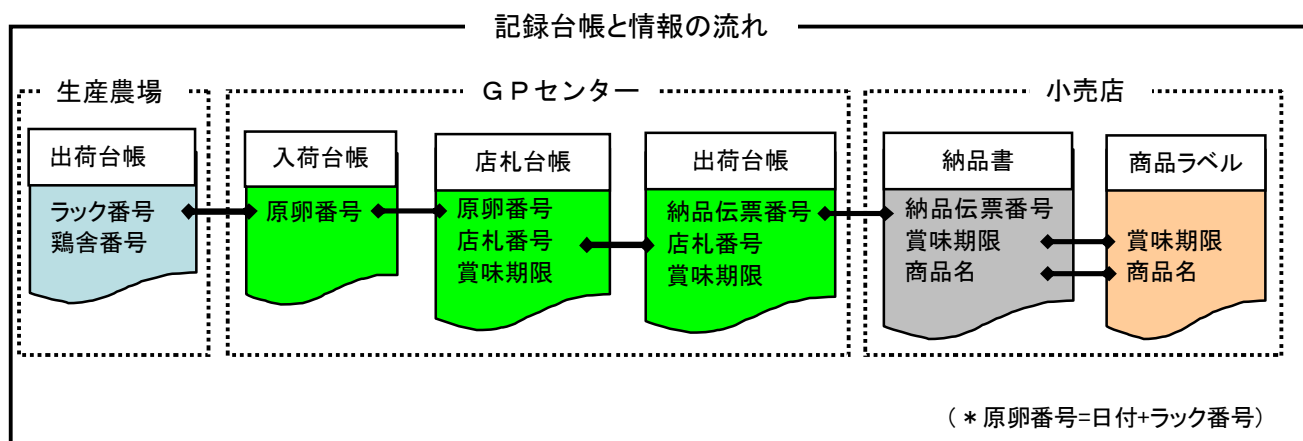 記録台帳と情報の流れ
生産農場
ＧＰセンター
小売店
出荷台帳
ラック番号
鶏舎番号
入荷台帳
原卵番号
店札台帳
原卵番号
店札番号
賞味期限
出荷台帳
納品伝票番号
店札番号
賞味期限
納品書
納品伝票番号
賞味期限
商品名
商品ラベル
賞味期限
商品名
（＊原卵番号=日付+ラック番号）